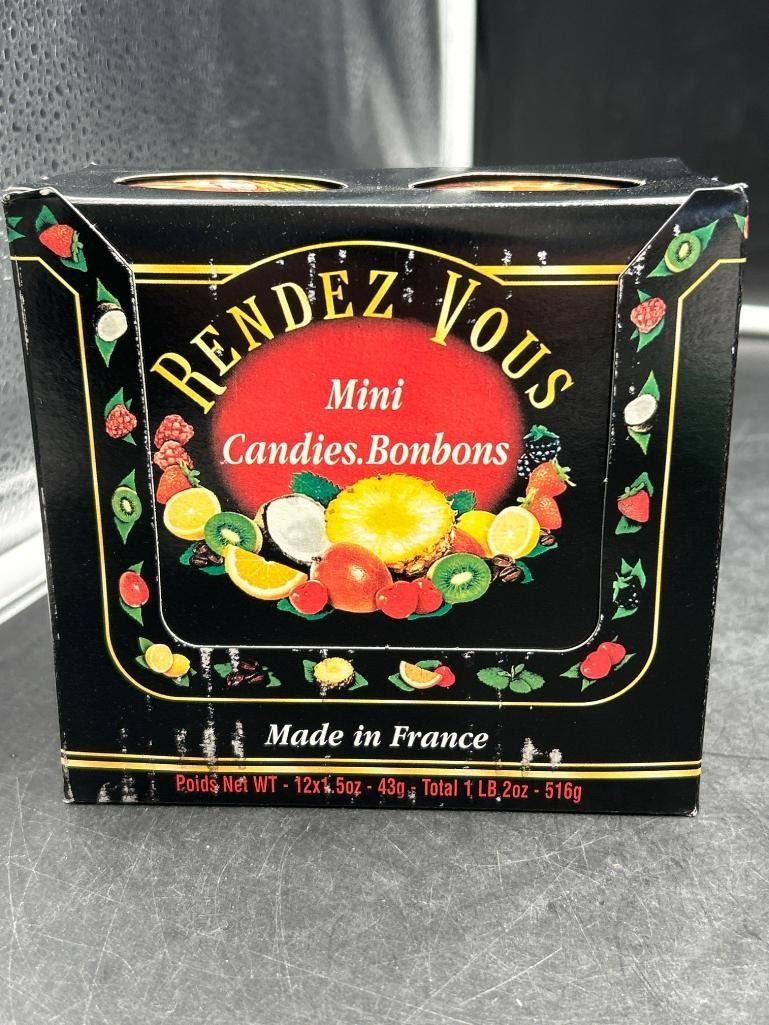 RENDEZ VOUS
Mini
Candies.Bonbons
Made in France
Poids Net WT - 12x1.5oz - 43g - Total 1 LB 2oz - 516g